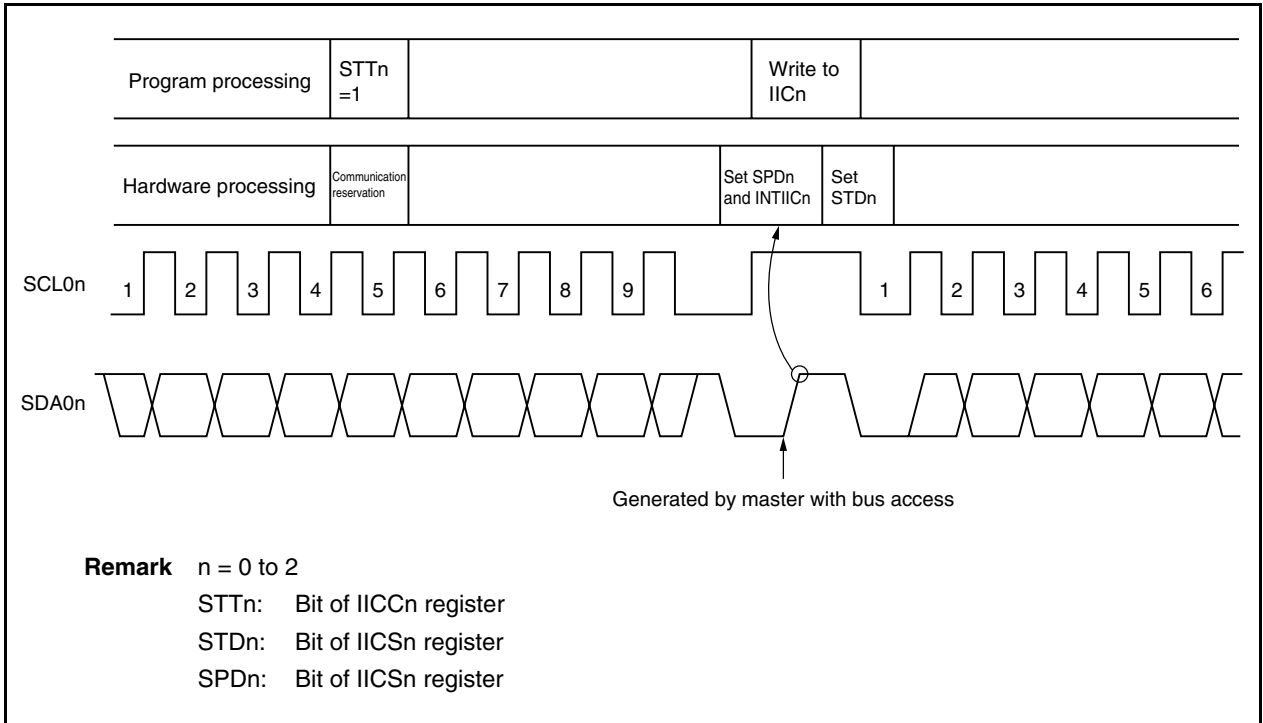 Program processing
STTn
=1
Write to
IICn
Hardware processing
Communication
reservation
Set SPDn
and INTIICn
Set
STDn
SCL0n
1 2 3 4 5 6 7 8 9 1 2 3 4 5 6
SDA0n
Generated by master with bus access
Remark n = 0 to 2
STTn: Bit of IICCn register
STDn: Bit of IICSn register
SPDn: Bit of IICSn register